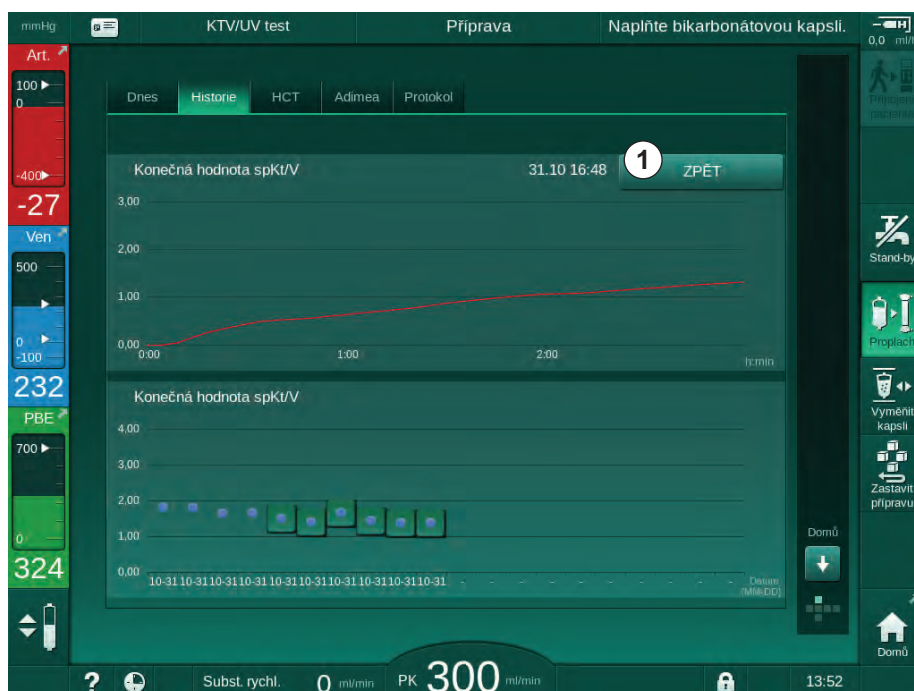 mmHg
KTV/UV test
Příprava
Naplňte bikarbonátovou kapsli.
0,0 ml/
Art.
100
0
-400
-27
Ven
500
0
-100
232
PBE
700
0
324
Dnes
Historie
HCT
Adimea
Protokol
Konečná hodnota spKt/V
31.10 16:48
1
ZPĚT
3,00
2,00
1,00
0,00
0:00
1:00
2:00
h:min
Konečná hodnota spKt/V
4,00
3,00
2,00
1,00
0,00
10-31 10-31 10-31 10-31 10-31 10-31 10-31 10-31 10-31 10-31 - - - - - - - - - -
Datum
(MM-DD)
Domů
Stand-by
Proplach
Vyměnit
kapsli
Zastavit
přípravu
Domů
?
Subst. rychl.
0 ml/min
PK 300 ml/min
13:52